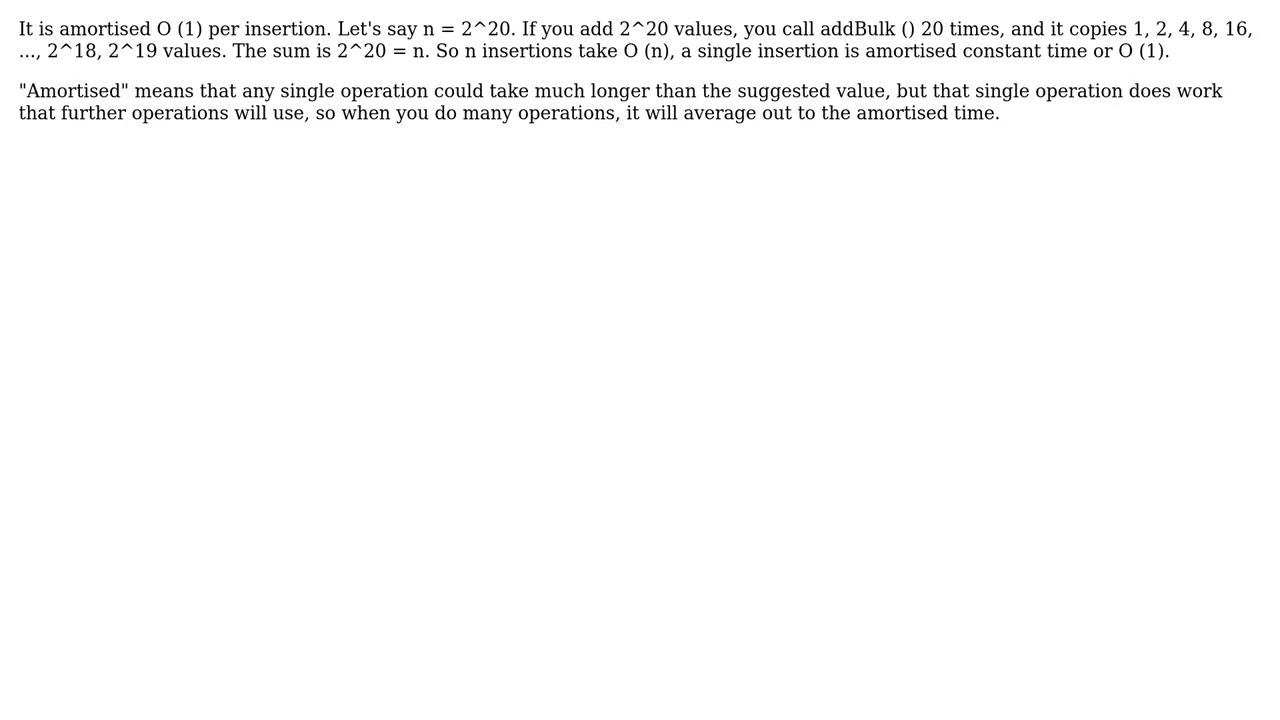 It is amortised O (1) per insertion. Let's say n = 2^20. If you add 2^20 values, you call addBulk () 20 times, and it copies 1, 2, 4, 8, 16,
..., 2^18, 2^19 values. The sum is 2^20 = n. So n insertions take O (n), a single insertion is amortised constant time or O (1).
"Amortised" means that any single operation could take much longer than the suggested value, but that single operation does work
that further operations will use, so when you do many operations, it will average out to the amortised time.